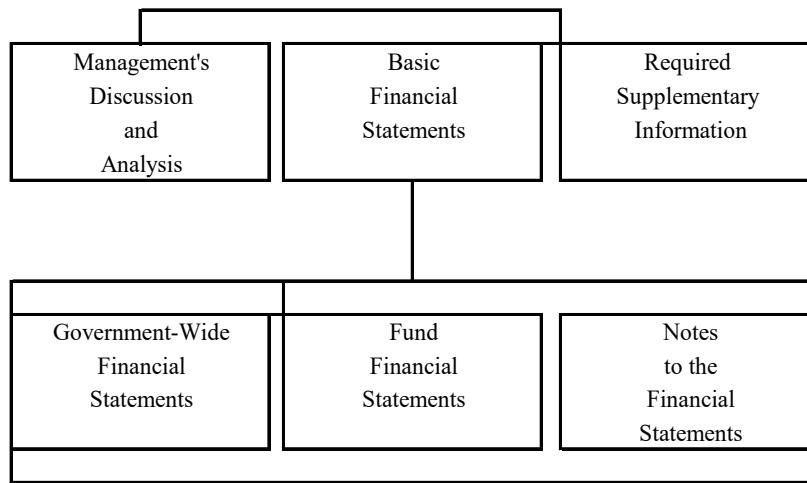 Management's
Discussion
and
Analysis
Basic
Financial
Statements
Required
Supplementary
Information
Government-Wide
Financial
Statements
Fund
Financial
Statements
Notes
to the
Financial
Statements